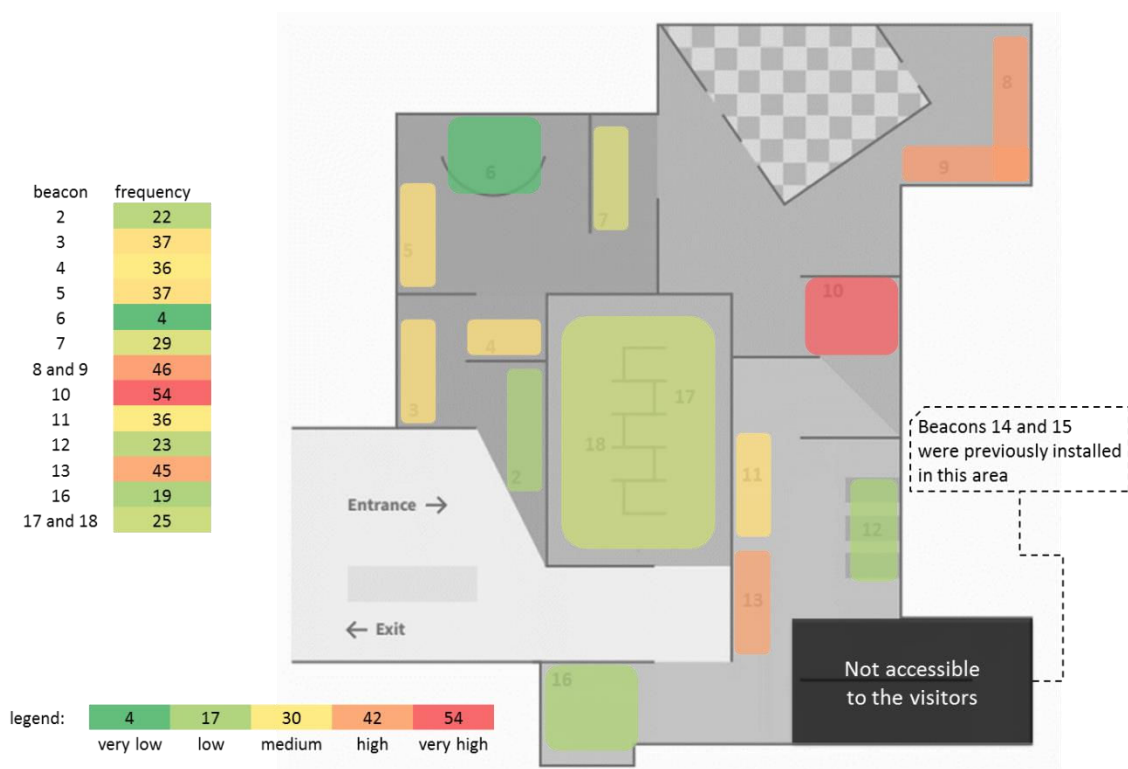 beacon frequency
2 22
3 37
4 36
5 37
6 4
7 29
8 and 9 46
10 54
11 36
12 23
13 45
16 19
17 and 18 25
8
9
6
7
5
10
4
3
17
18
2
11
12
13
16
Beacons 14 and 15
were previously installed
in this area
Entrance →
← Exit
Not accessible
to the visitors
legend: 4 17 30 42 54
very low low medium high very high